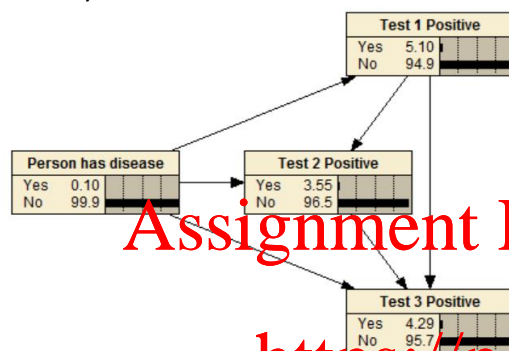 Test 1 Positive
Yes 5.10
No 94.9
Person has disease
Yes 0.10
No 99.9
Test 2 Positive
Yes 3.55
No 96.5
Assignment
Test 3 Positive
Yes 4.29
No 95.7